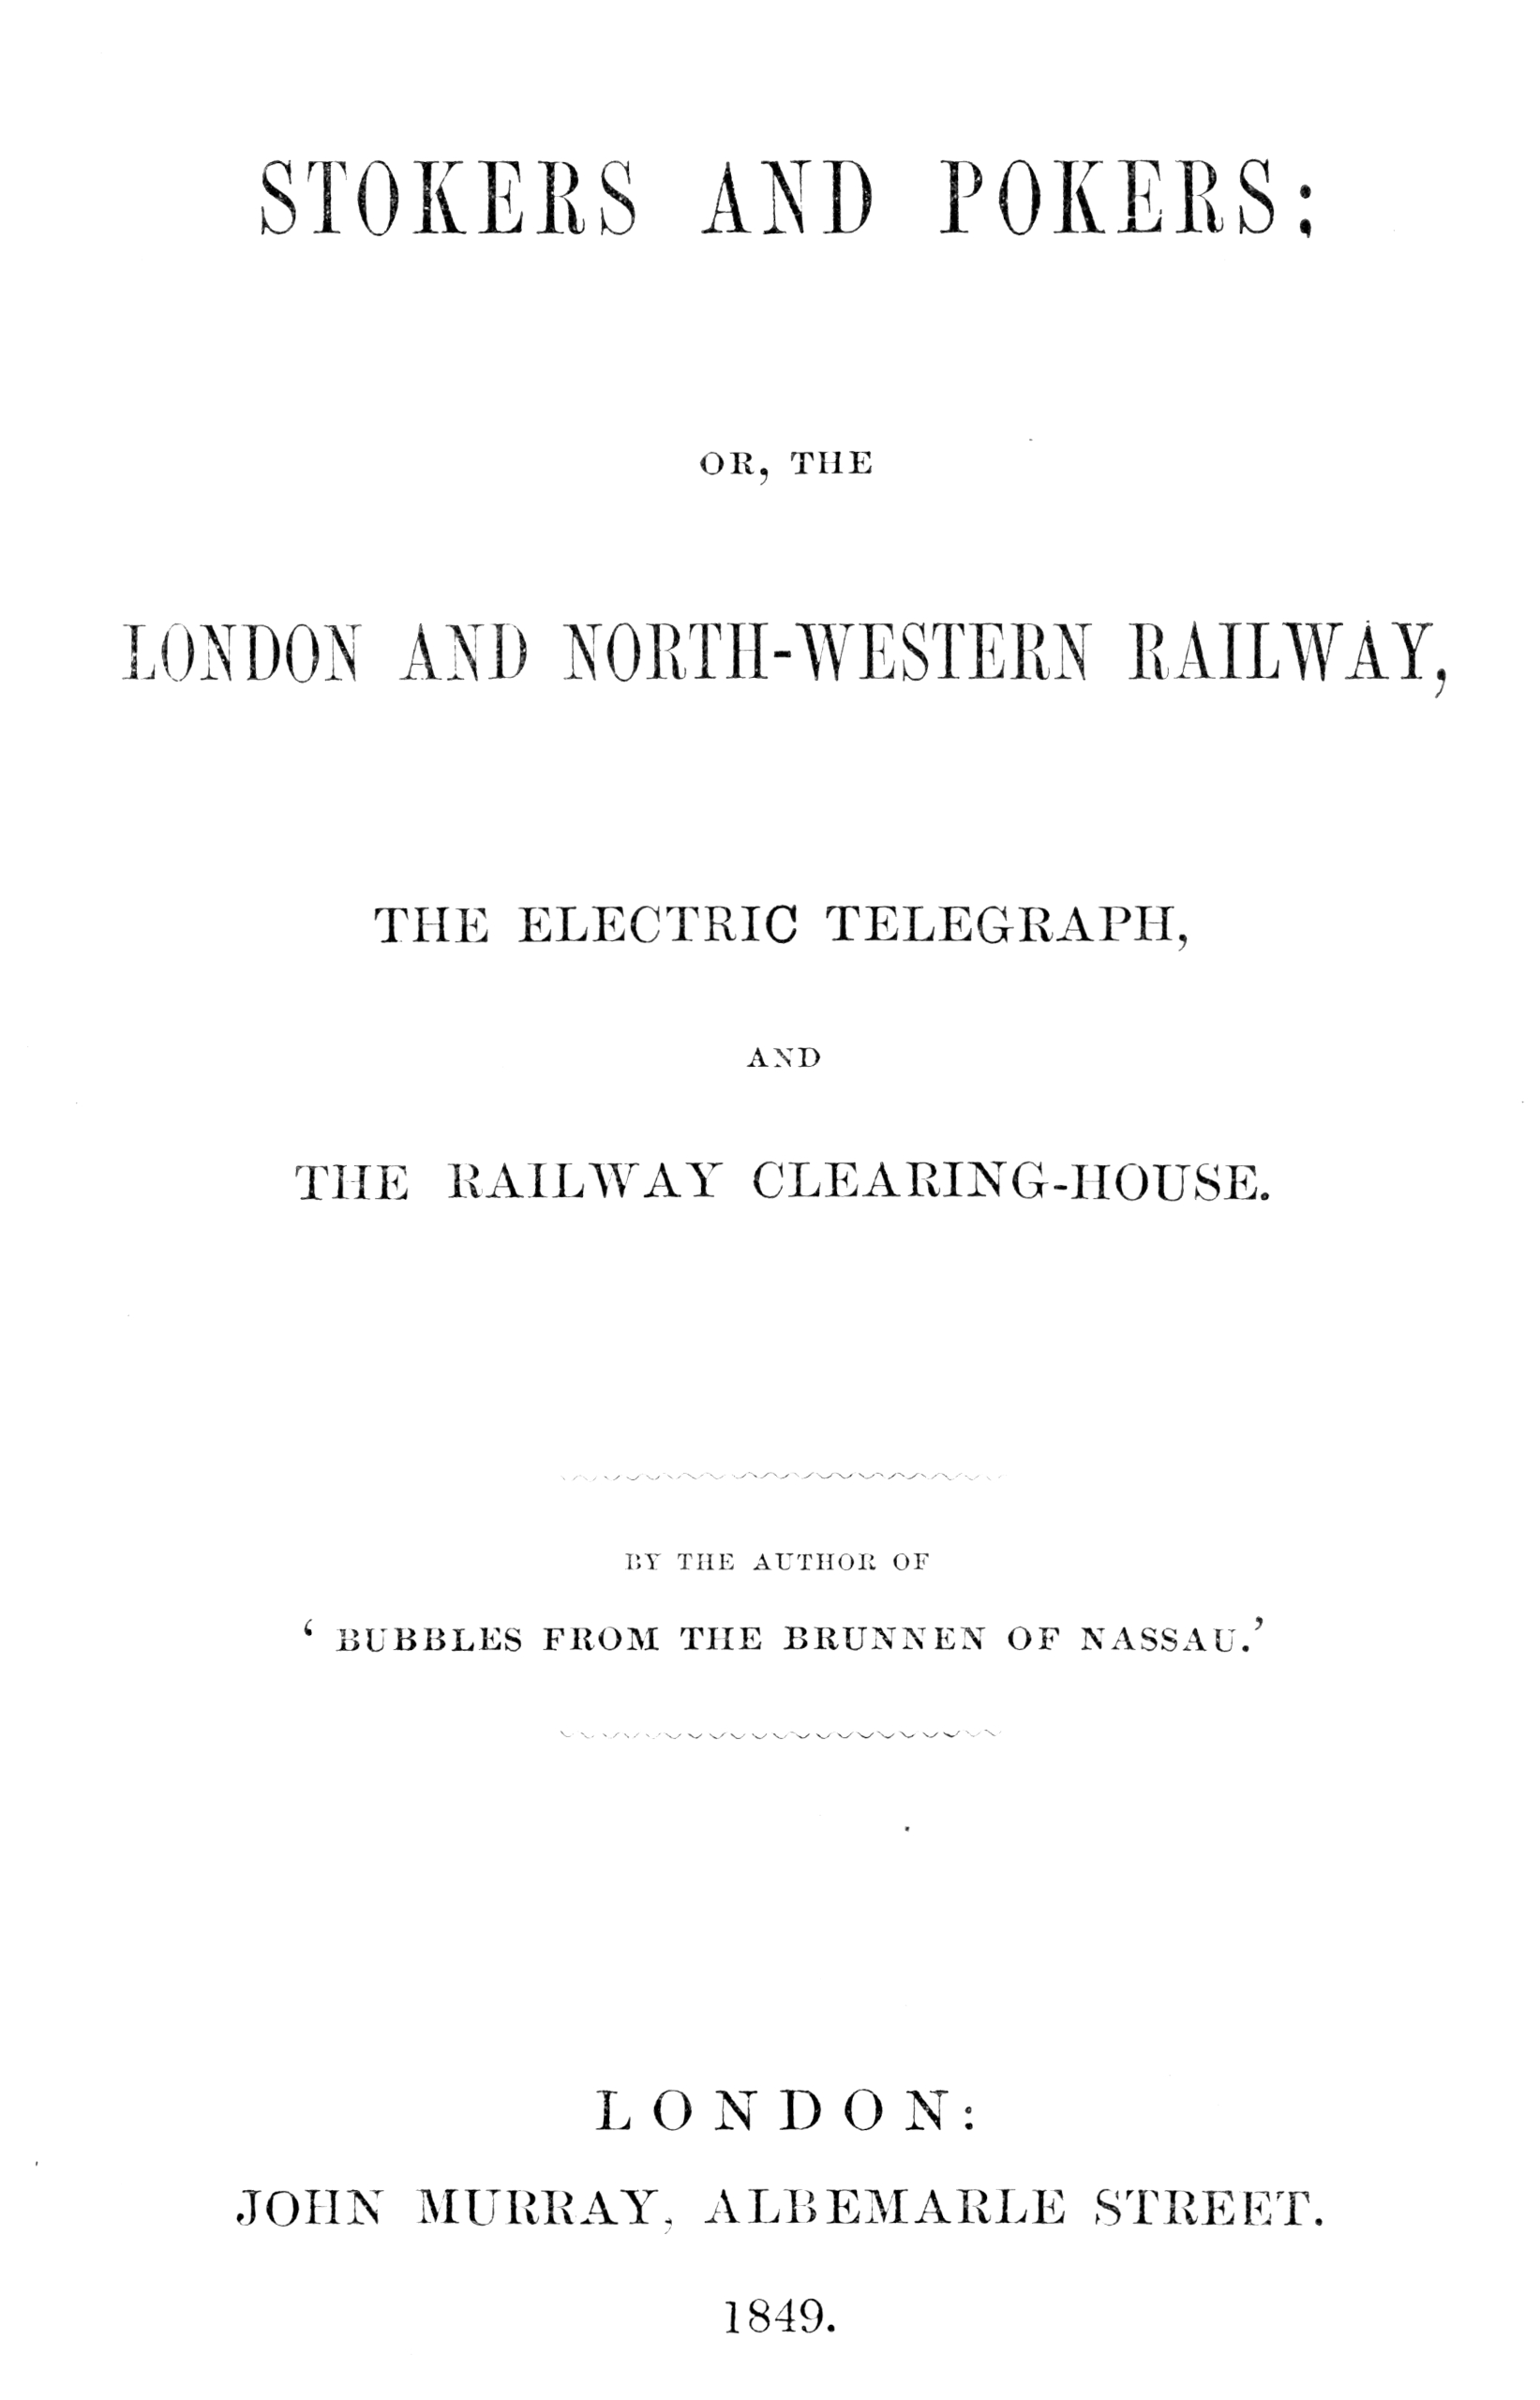 STOKERS AND POKERS:
OR, THE
LONDON AND NORTH-WESTERN RAILWAY,
THE ELECTRIC TELEGRAPH,
AND
THE RAILWAY CLEARING-HOUSE.
BY THE AUTHOR OF
‘ BUBBLES FROM THE BRUNNEN OF NASSAU.’
LONDON:
JOHN MURRAY, ALBEMARLE STREET.
1849.